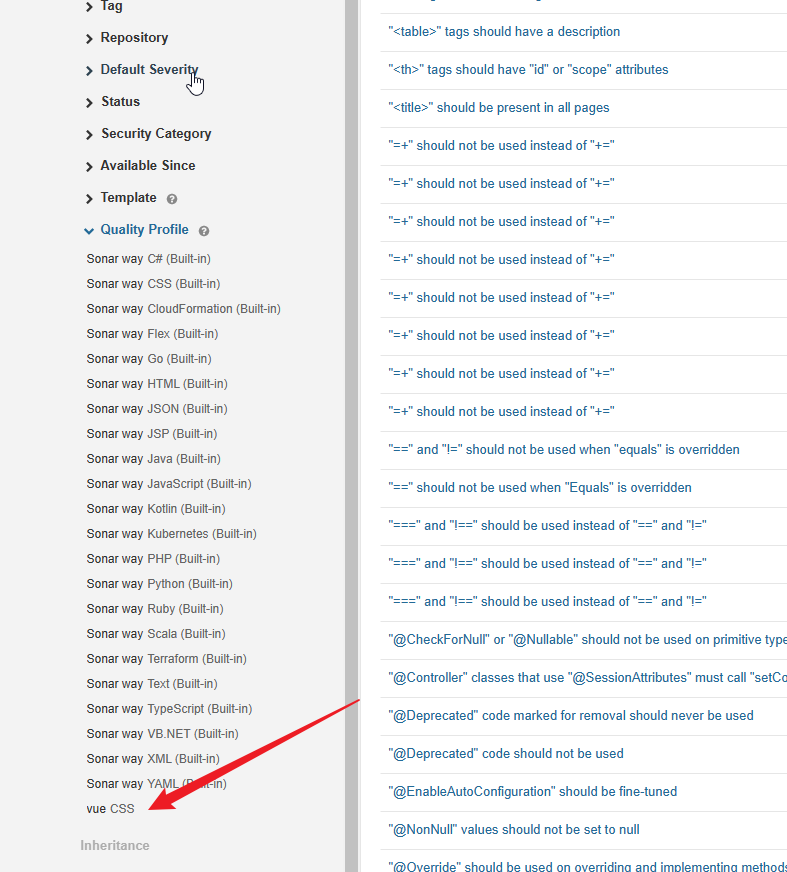 Tag
Repository
Default Severity
Status
Security Category
Available Since
Template ?
Quality Profile ?
Sonar way C# (Built-in)
Sonar way CSS (Built-in)
Sonar way CloudFormation (Built-in)
Sonar way Flex (Built-in)
Sonar way Go (Built-in)
Sonar way HTML (Built-in)
Sonar way JSON (Built-in)
Sonar way JSP (Built-in)
Sonar way Java (Built-in)
Sonar way JavaScript (Built-in)
Sonar way Kotlin (Built-in)
Sonar way Kubernetes (Built-in)
Sonar way PHP (Built-in)
Sonar way Python (Built-in)
Sonar way Ruby (Built-in)
Sonar way Scala (Built-in)
Sonar way Terraform (Built-in)
Sonar way Text (Built-in)
Sonar way TypeScript (Built-in)
Sonar way VB.NET (Built-in)
Sonar way XML (Built-in)
Sonar way YAML (Built-in)
vue CSS
Inheritance
"<table>" tags should have a description
"<th>" tags should have "id" or "scope" attributes
"<title>" should be present in all pages
"=+" should not be used instead of "+="
"=+" should not be used instead of "+="
"=+" should not be used instead of "+="
"=+" should not be used instead of "+="
"=+" should not be used instead of "+="
"=+" should not be used instead of "+="
"=+" should not be used instead of "+="
"=+" should not be used instead of "+="
"==" and "!=" should not be used when "equals" is overridden
"==" should not be used when "Equals" is overridden
"===" and "!==" should be used instead of "==" and "!="
"===" and "!==" should be used instead of "==" and "!="
"===" and "!==" should be used instead of "==" and "!="
"@CheckForNull" or "@Nullable" should not be used on primitive type
"@Controller" classes that use "@SessionAttributes" must call "setCo
"@Deprecated" code marked for removal should never be used
"@Deprecated" code should not be used
"@EnableAutoConfiguration" should be fine-tuned
"@NonNull" values should not be set to null
"@Override" should be used on overriding and implementing methods